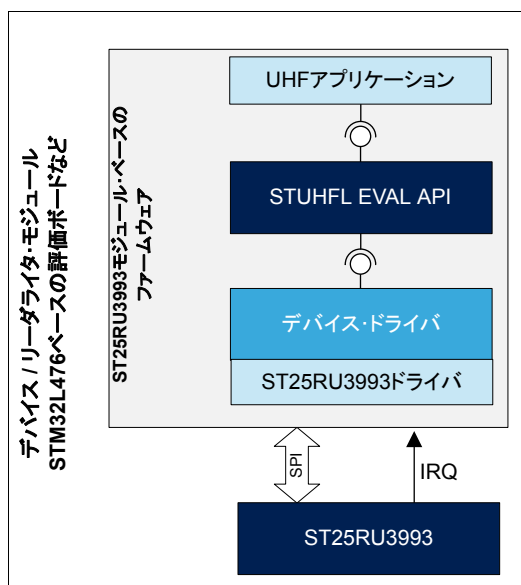 デバイス / リーダライタ・モジュール
STM32L476ベースの評価ボードなど
ST25RU3993モジュール・ベースの
ファームウェア
UHFアプリケーション
STUHFL EVAL API
デバイス・ドライバ
ST25RU3993ドライバ
SPI
IRQ
ST25RU3993